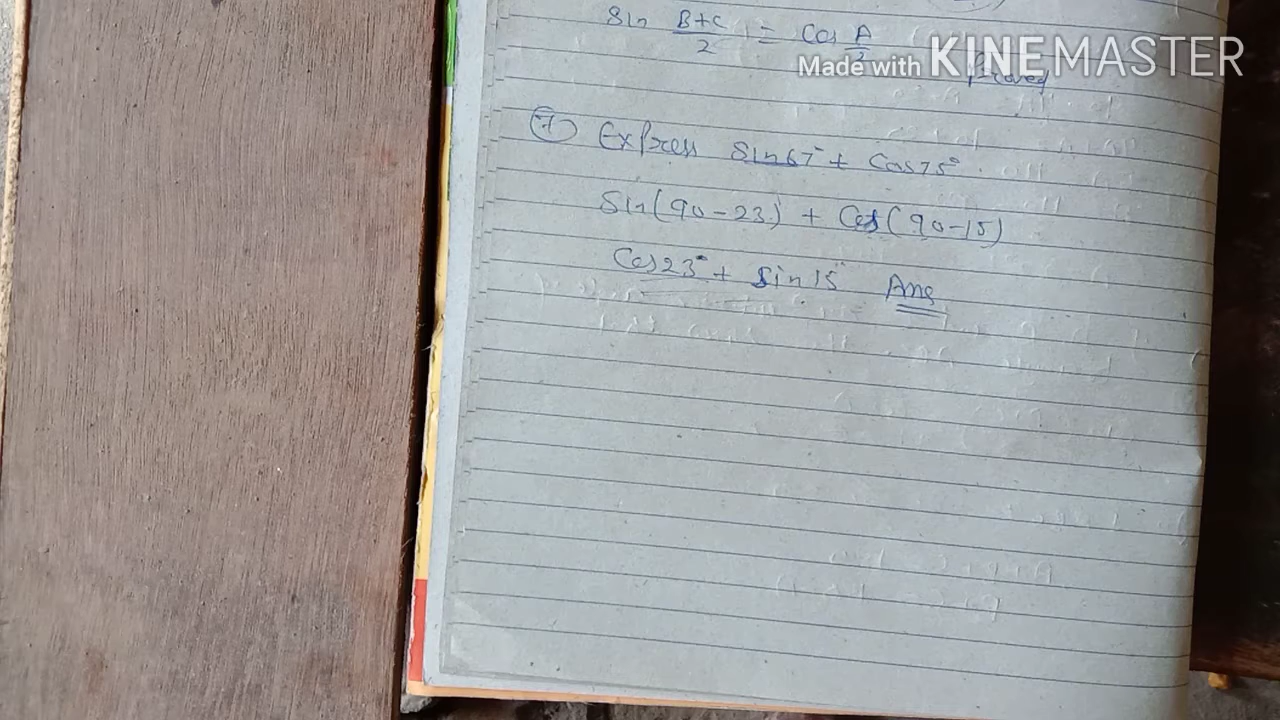 Sin B+C/2 = Cos A/2
Proved
Made with KINEMASTER
7 Express Sin67° + Cos75°.
Sin(90-23) + Cos(90-15)
Cos23° + Sin15° Ans